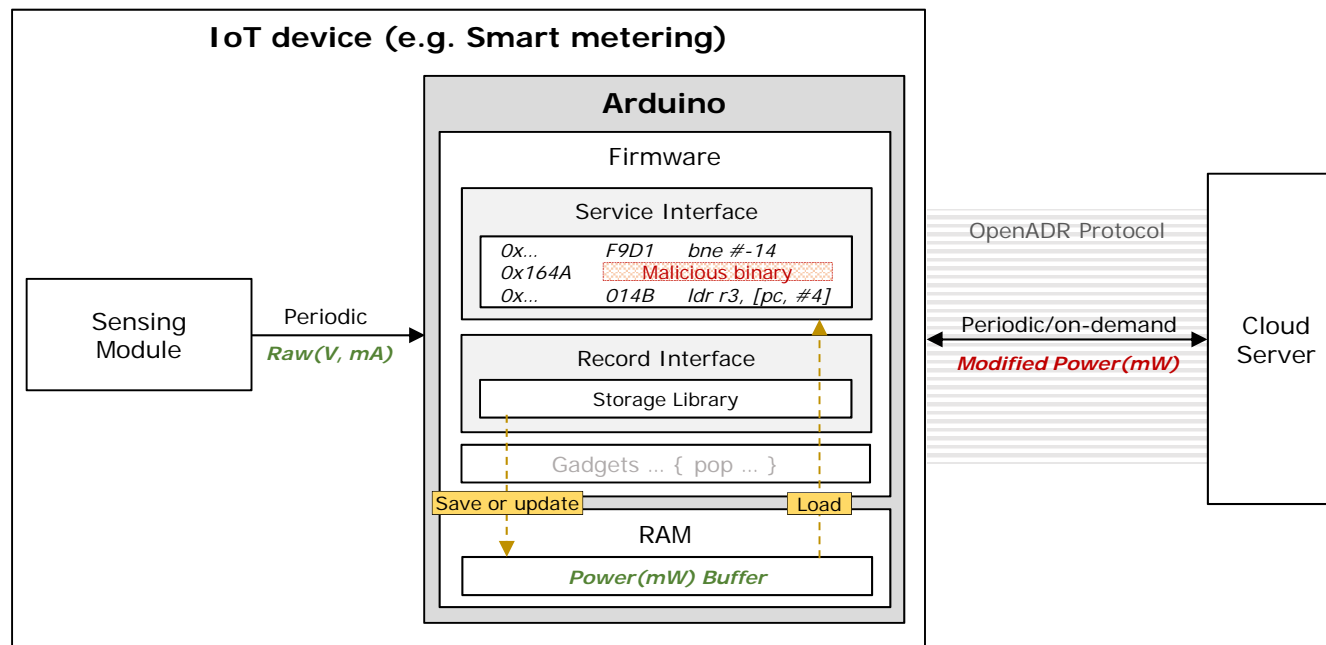 IoT device (e.g. Smart metering)
Arduino
Firmware
Service Interface
0x... F9D1 bne #-14
0x164A Malicious binary
0x... 014B ldr r3, [pc, #4]
Sensing
Module
Periodic
Raw(V, mA)
Record Interface
Storage Library
Gadgets ... { pop ... }
Save or update
Load
RAM
Power(mW) Buffer
OpenADR Protocol
Periodic/on-demand
Modified Power(mW)
Cloud
Server